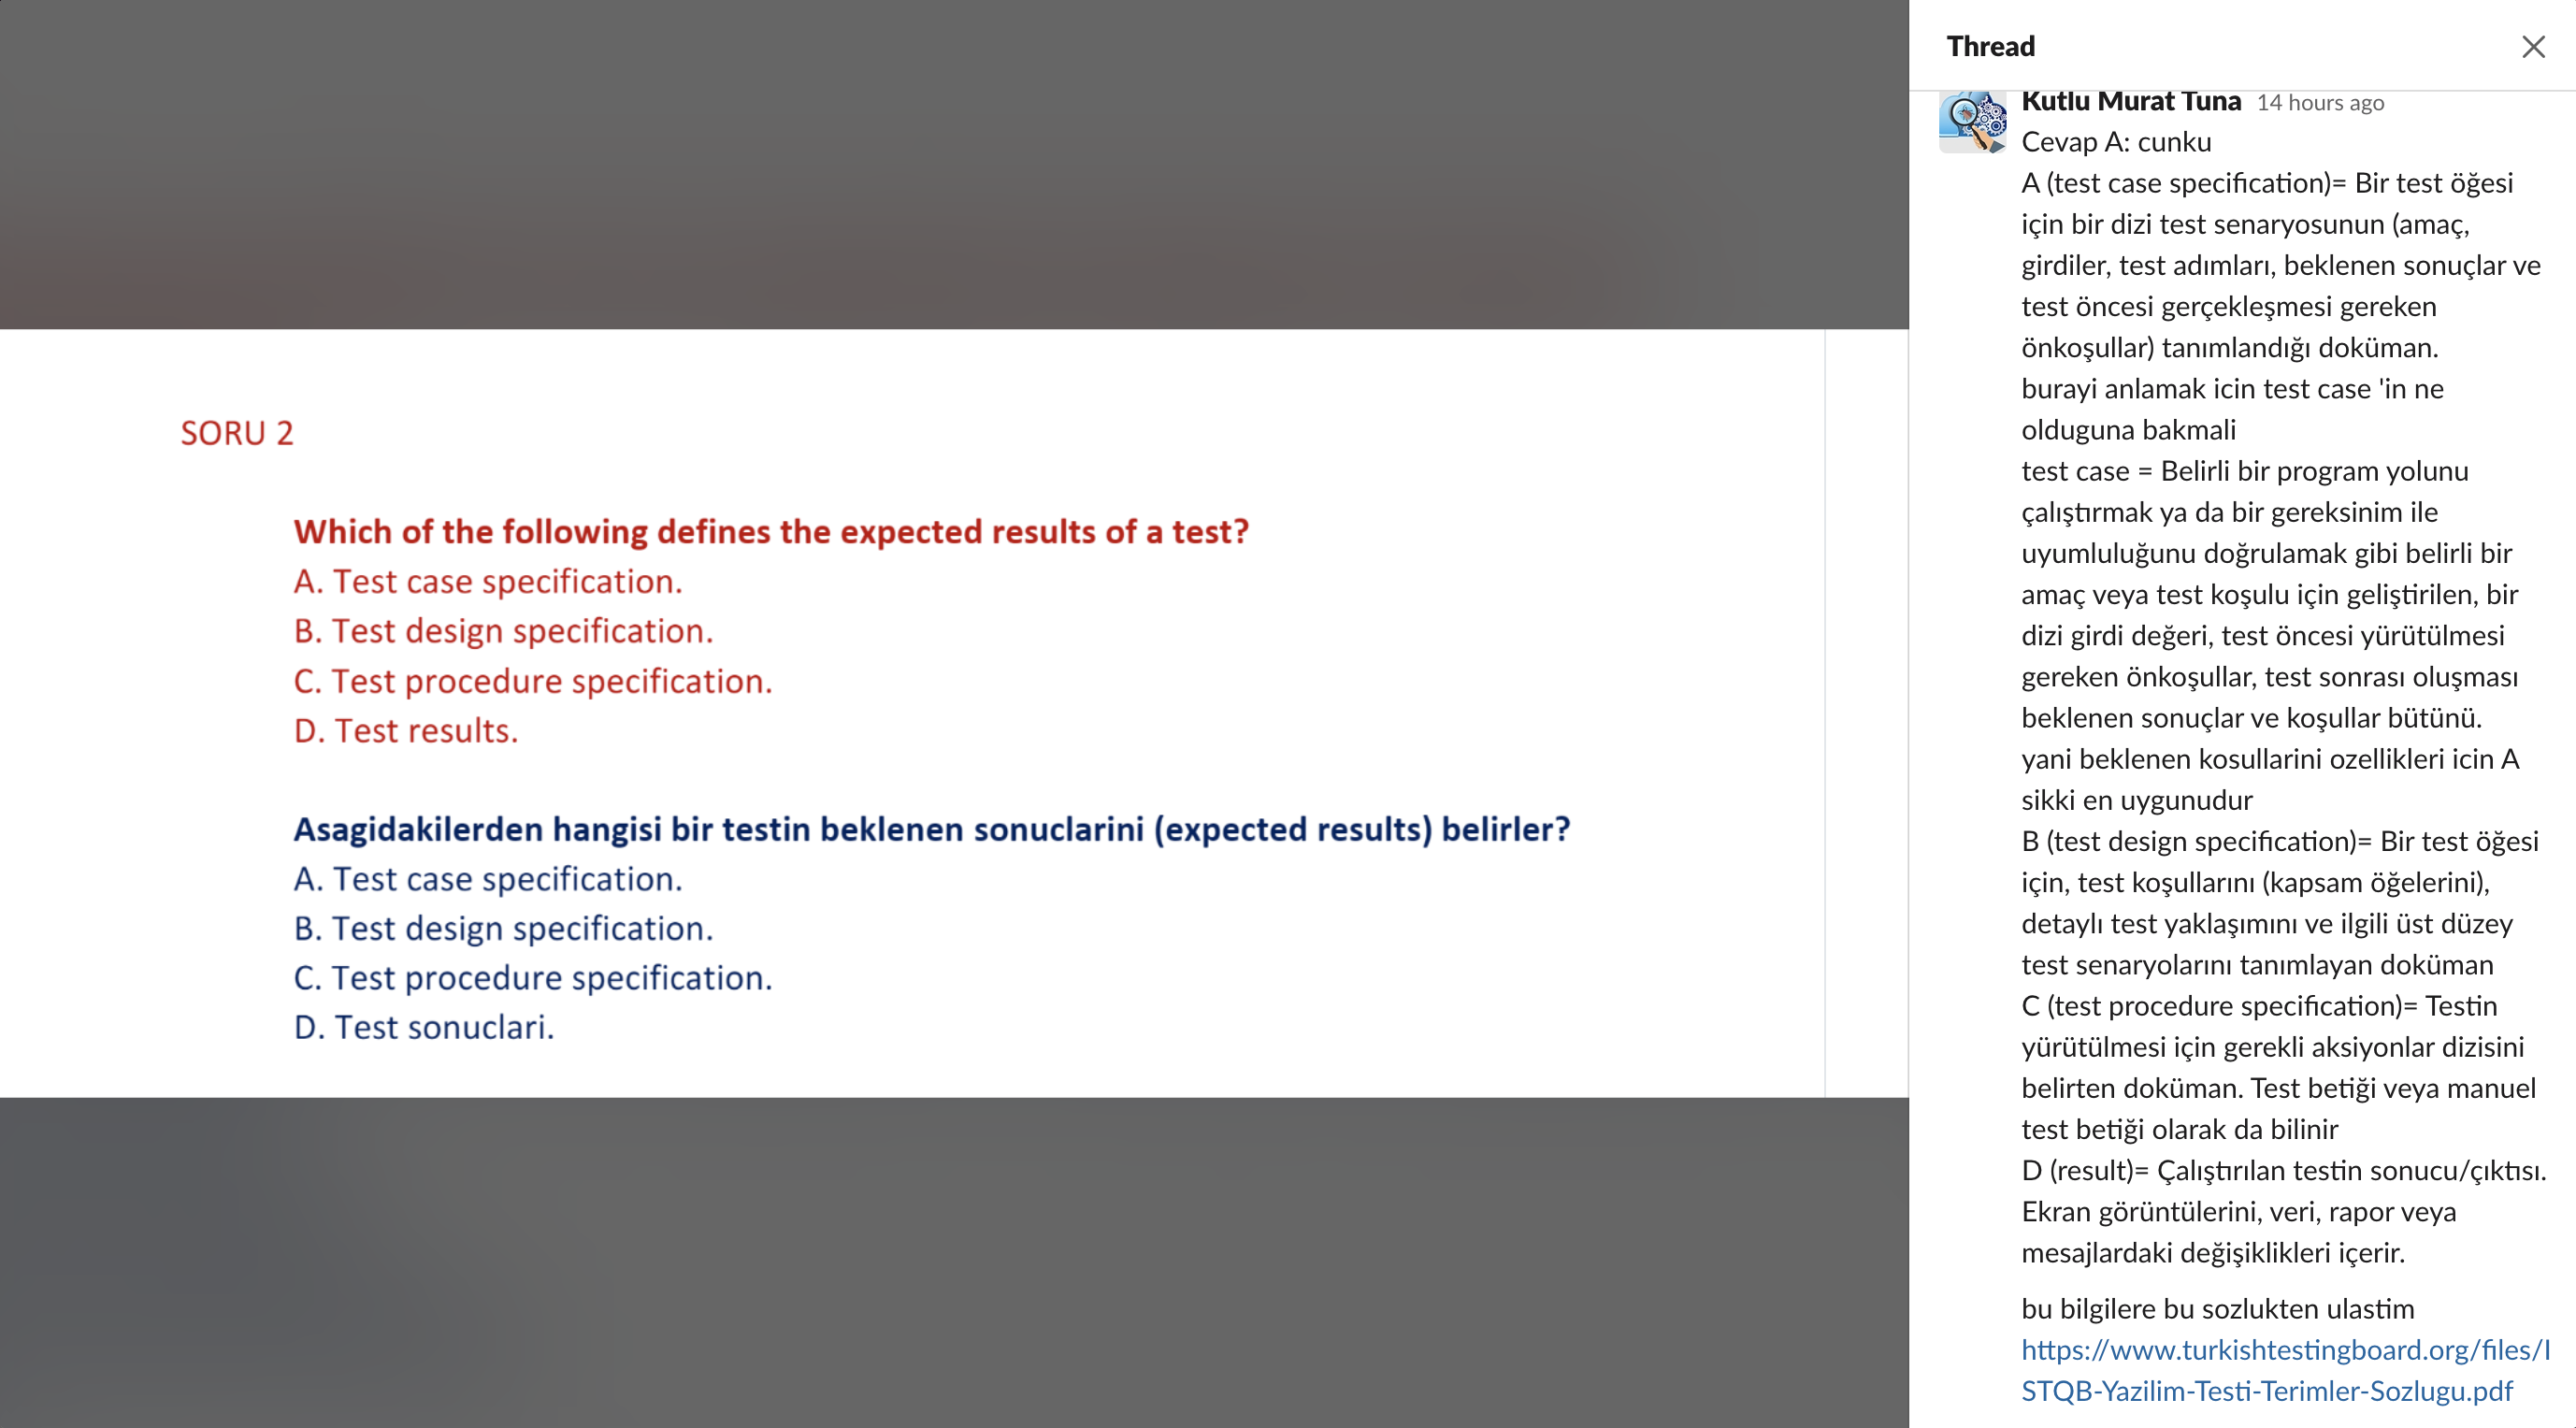 SORU 2
Which of the following defines the expected results of a test?
A. Test case specification.
B. Test design specification.
C. Test procedure specification.
D. Test results.
Asagidakilerden hangisi bir testin beklenen sonuclarini (expected results) belirler?
A. Test case specification.
B. Test design specification.
C. Test procedure specification.
D. Test sonuclari.
Thread
Kutlu Murat Tuna 14 hours ago
Cevap A: cunku
A (test case specification)= Bir test öğesi
için bir dizi test senaryosunun (amaç,
girdiler, test adımları, beklenen sonuçlar ve
test öncesi gerçekleşmesi gereken
önkoşullar) tanımlandığı doküman.
burayi anlamak icin test case 'in ne
olduguna bakmali
test case = Belirli bir program yolunu
çalıştırmak ya da bir gereksinim ile
uyumluluğunu doğrulamak gibi belirli bir
amaç veya test koşulu için geliştirilen, bir
dizi girdi değeri, test öncesi yürütülmesi
gereken önkoşullar, test sonrası oluşması
beklenen sonuçlar ve koşullar bütünü.
yani beklenen kosullarini ozellikleri icin A
sikki en uygunudur
B (test design specification)= Bir test öğesi
için, test koşullarını (kapsam öğelerini),
detaylı test yaklaşımını ve ilgili üst düzey
test senaryolarını tanımlayan doküman
C (test procedure specification)= Testin
yürütülmesi için gerekli aksiyonlar dizisini
belirten doküman. Test betiği veya manuel
test betiği olarak da bilinir
D (result)= Çalıştırılan testin sonucu/çıktısı.
Ekran görüntülerini, veri, rapor veya
mesajlardaki değişiklikleri içerir.
bu bilgilere bu sozlukten ulastim
https://www.turkishtestingboard.org/files/I
STQB-Yazilim-Testi-Terimler-Sozlugu.pdf